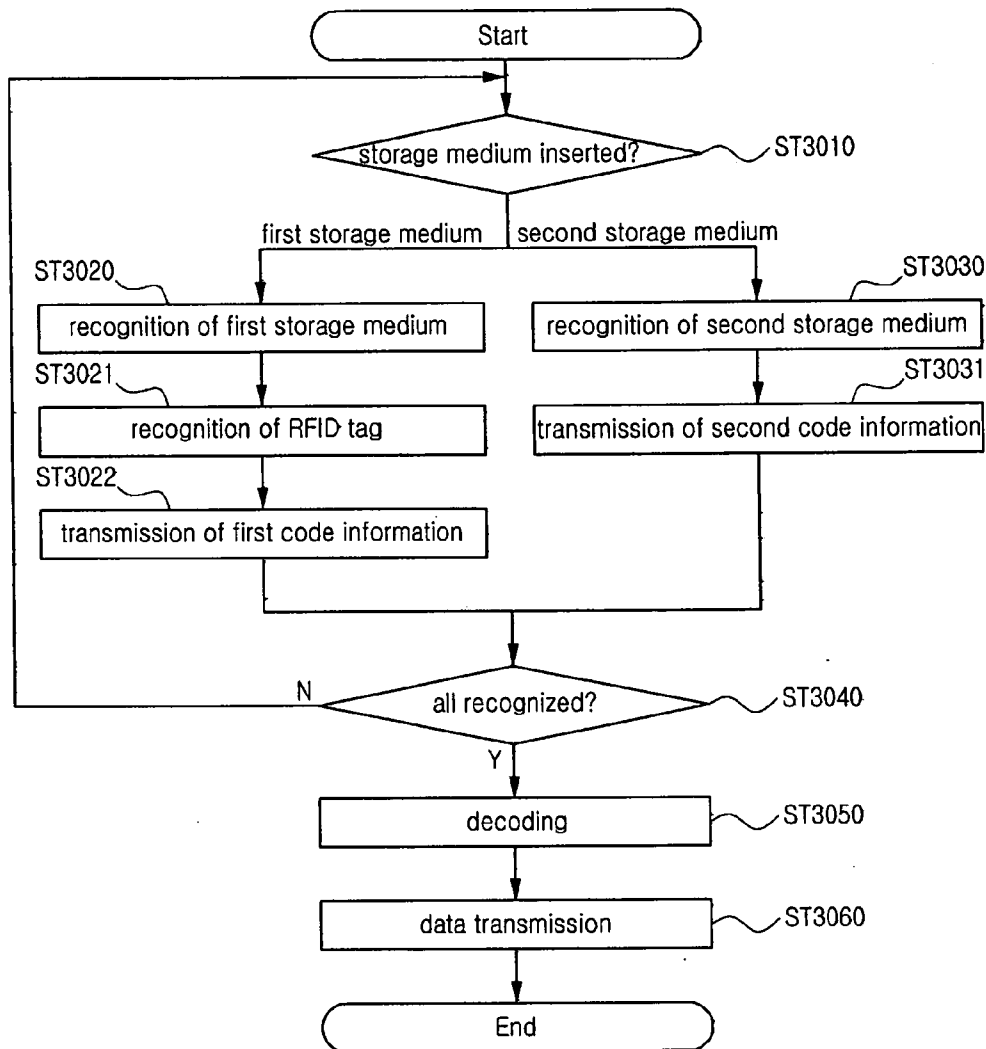 Start
storage medium inserted?
ST3010
first storage medium
second storage medium
ST3020
ST3030
recognition of first storage medium
recognition of second storage medium
ST3021
ST3031
recognition of RFID tag
transmission of second code information
ST3022
transmission of first code information
N
all recognized?
ST3040
Y
decoding
ST3050
data transmission
ST3060
End